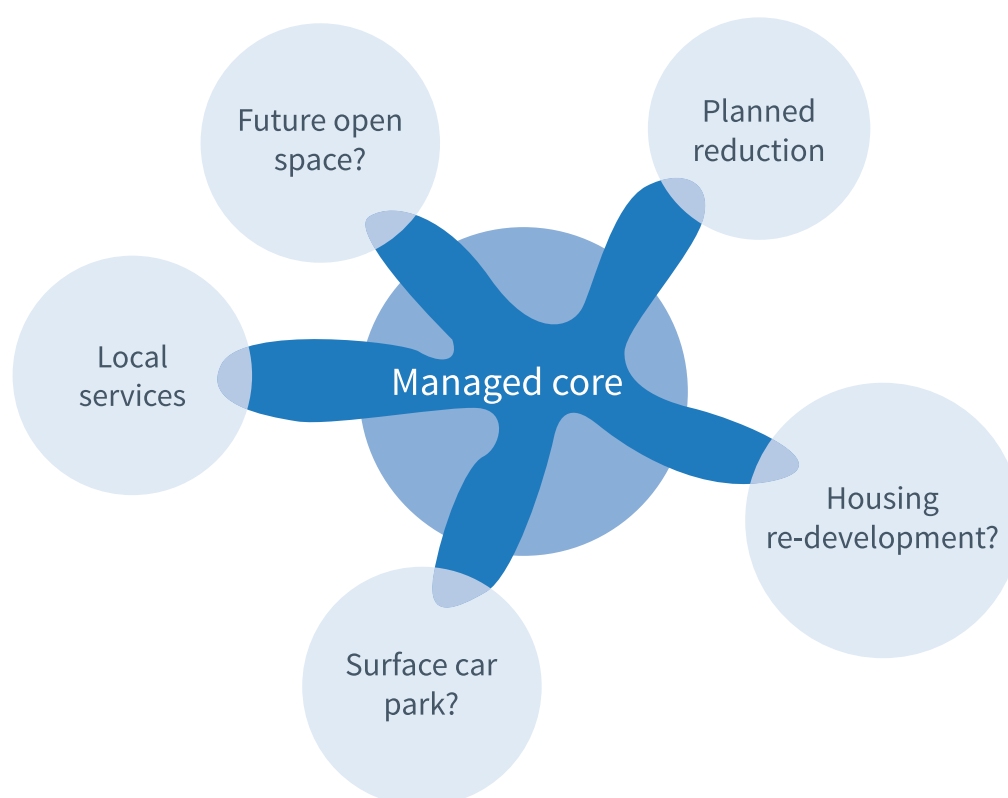 Future open
space?
Planned
reduction
Local
services
Managed core
Housing
re-development?
Surface car
park?